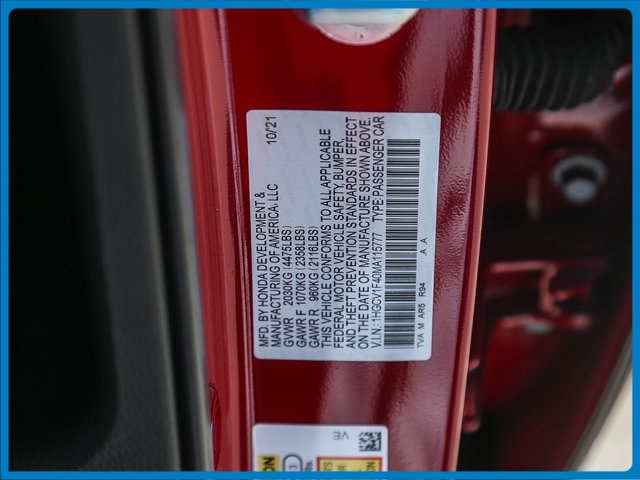 MFD. BY HONDA DEVELOPMENT & 10/21
MANUFACTURING OF AMERICA, LLC
GVWR 2030KG (4475LBS)
GAWR F 1070KG (2358LBS)
GAWR R 960KG (2116LBS)
THIS VEHICLE CONFORMS TO ALL APPLICABLE
FEDERAL MOTOR VEHICLE SAFETY, BUMPER,
AND THEFT PREVENTION STANDARDS IN EFFECT
ON THE DATE OF MANUFACTURE SHOWN ABOVE.
V.I.N.: 1HGCV1F40MA115777 TYPE:PASSENGER CAR
TVA M AR5 R94 A A
VE